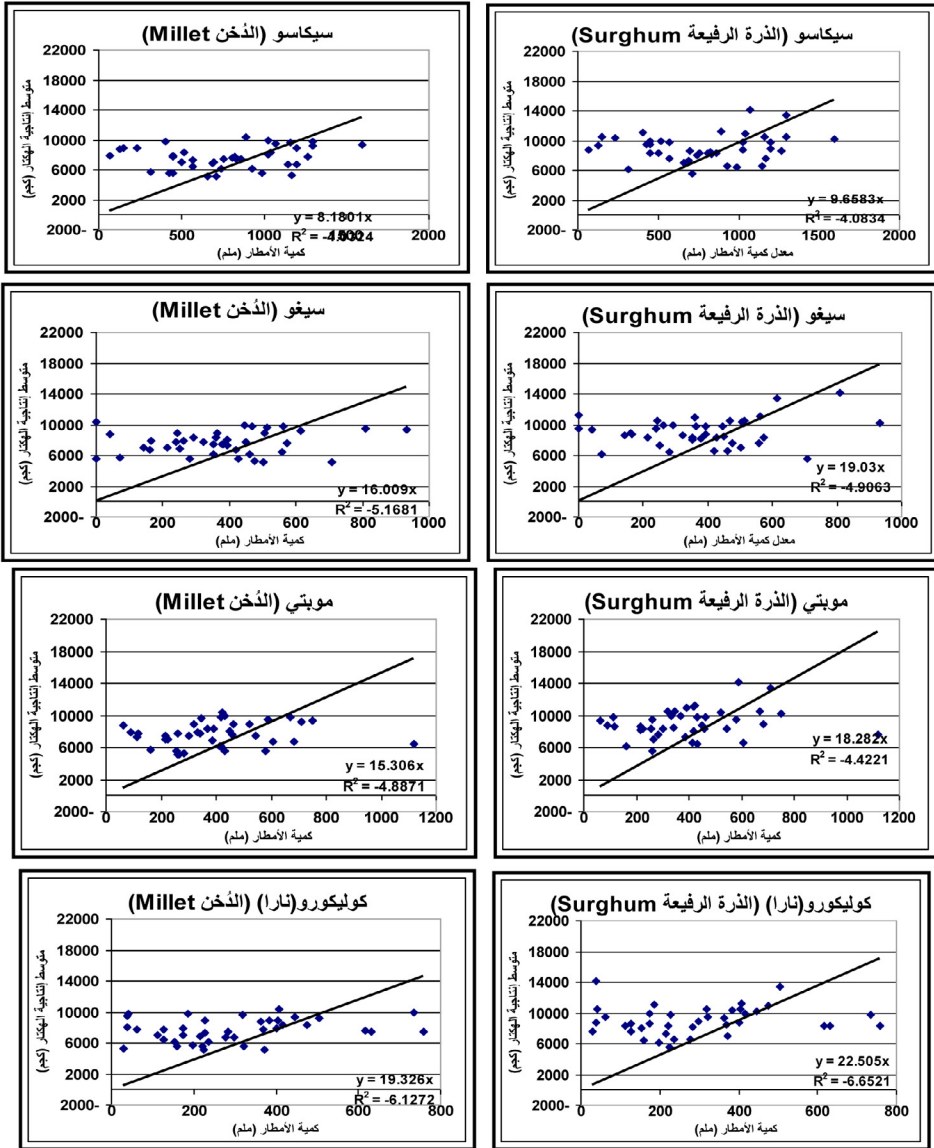 سيكاسو (الذرة الرفيعة Surghum)
متوسط إنتاجية الهكتار (كجم)
22000
18000
14000
10000
6000
2000
2000-
0 500 1000 1500 2000
y = 9.6583x
R² = -4.0834
معدل كمية الأمطار (ملم)
سيكاسو (الدُخن Millet)
متوسط إنتاجية الهكتار (كجم)
22000
18000
14000
10000
6000
2000
2000-
0 500 1000 1500 2000
y = 8.1801x
R² = -4.0324
كمية الأمطار (ملم)
سيغو (الذرة الرفيعة Surghum)
متوسط إنتاجية الهكتار (كجم)
22000
18000
14000
10000
6000
2000
2000-
0 200 400 600 800 1000
y = 19.03x
R² = -4.9063
معدل كمية الأمطار (ملم)
سيغو (الدُخن Millet)
متوسط إنتاجية الهكتار (كجم)
22000
18000
14000
10000
6000
2000
2000-
0 200 400 600 800 1000
y = 16.009x
R² = -5.1681
كمية الأمطار (ملم)
موبتي (الذرة الرفيعة Surghum)
متوسط إنتاجية الهكتار (كجم)
22000
18000
14000
10000
6000
2000
2000-
0 200 400 600 800 1000 1200
y = 18.282x
R² = -4.4221
كمية الأمطار (ملم)
موبتي (الدُخن Millet)
متوسط إنتاجية الهكتار (كجم)
22000
18000
14000
10000
6000
2000
2000-
0 200 400 600 800 1000 1200
y = 15.306x
R² = -4.8871
كمية الأمطار (ملم)
كوليكورو(نارا) (الذرة الرفيعة Surghum)
متوسط إنتاجية الهكتار (كجم)
22000
18000
14000
10000
6000
2000
2000-
0 200 400 600 800
y = 22.505x
R² = -6.6521
كمية الأمطار (ملم)
كوليكورو(نارا) (الدُخن Millet)
متوسط إنتاجية الهكتار (كجم)
22000
18000
14000
10000
6000
2000
2000-
0 200 400 600 800
y = 19.326x
R² = -6.1272
كمية الأمطار (ملم)